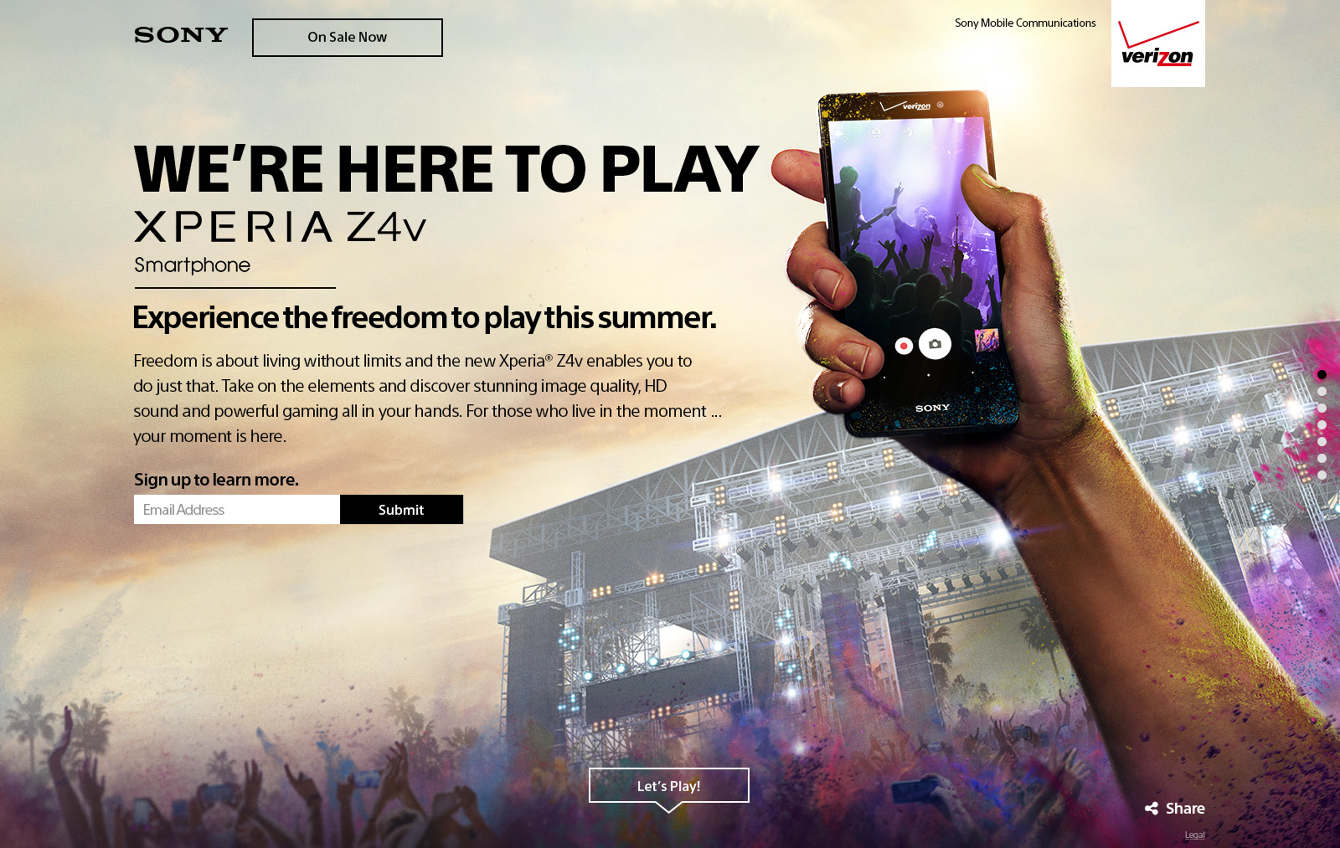 SONY
On Sale Now
Sony Mobile Communications
verizon
verizon
WE'RE HERE TO PLAY
XPERIA Z4v
Smartphone
Experience the freedom to play this summer.
Freedom is about living without limits and the new Xperia® Z4v enables you to
do just that. Take on the elements and discover stunning image quality, HD
sound and powerful gaming all in your hands. For those who live in the moment ...
your moment is here.
SONY
Sign up to learn more.
Email Address
Submit
Let's Play!
Share
Legal